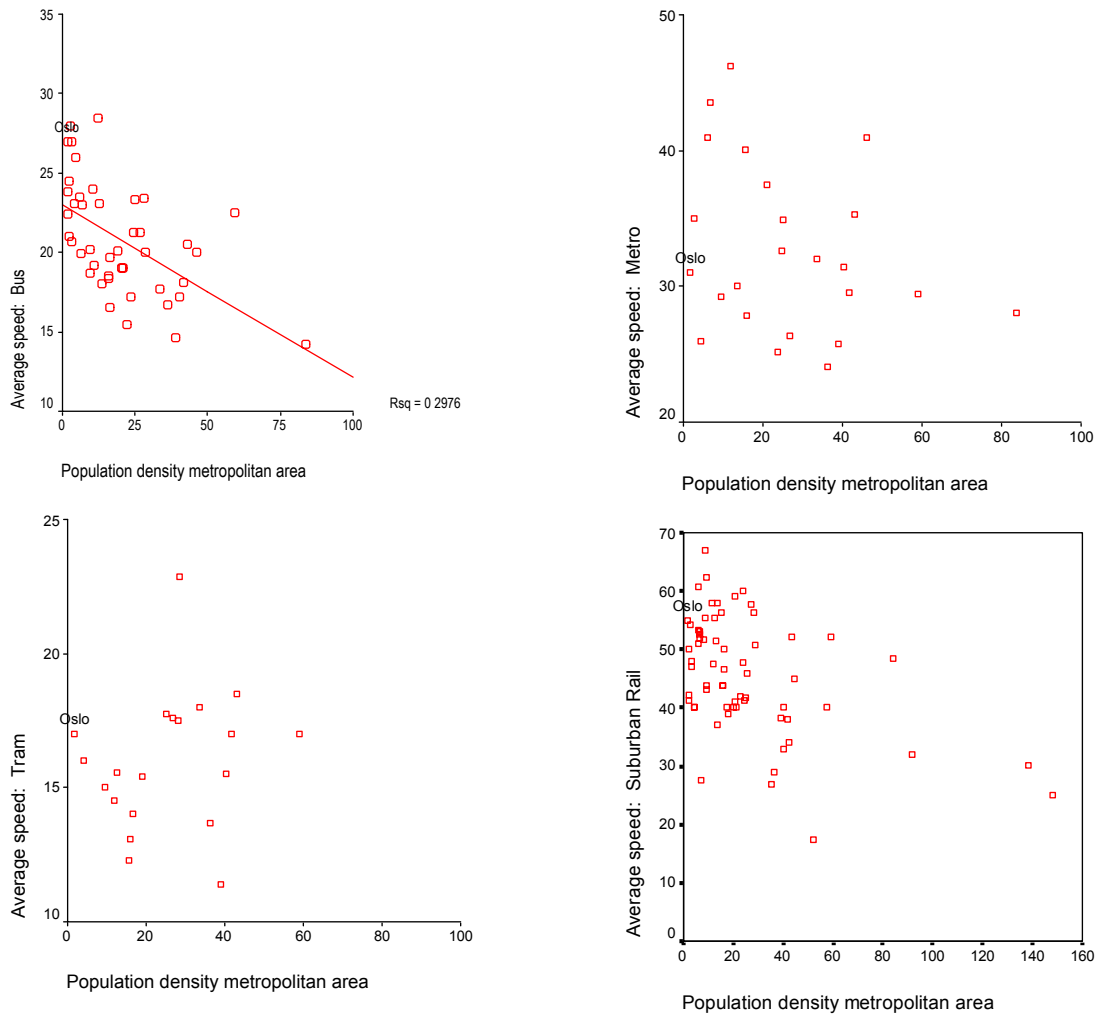 35
30
Oslo
25
20
15
10
0 25 50 75 100
Average speed: Bus
Rsq = 0 2976
Population density metropolitan area
50
40
Oslo
30
20
0 20 40 60 80 100
Average speed: Metro
Population density metropolitan area
25
20
Oslo
15
10
0 20 40 60 80 100
Average speed: Tram
Population density metropolitan area
70
60
Oslo
50
40
30
20
10
0
0 20 40 60 80 100 120 140 160
Average speed: Suburban Rail
Population density metropolitan area